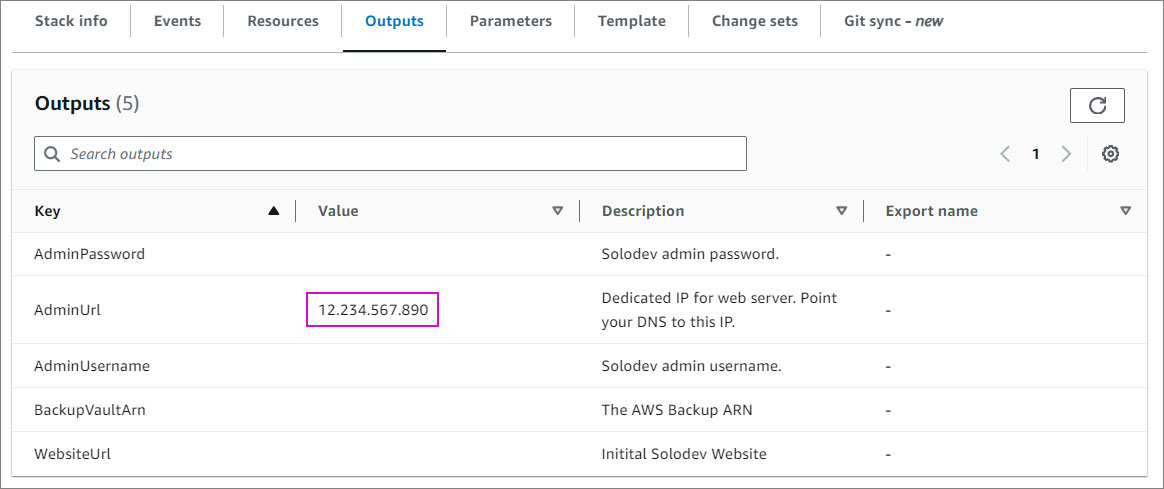 Stack info Events Resources Outputs Parameters Template Change sets Git sync - new
Outputs (5)
Search outputs
1
Key Value Description Export name
AdminPassword Solodev admin password. -
AdminUrl 12.234.567.890 Dedicated IP for web server. Point
your DNS to this IP. -
AdminUsername Solodev admin username. -
BackupVaultArn The AWS Backup ARN -
WebsiteUrl Initital Solodev Website -